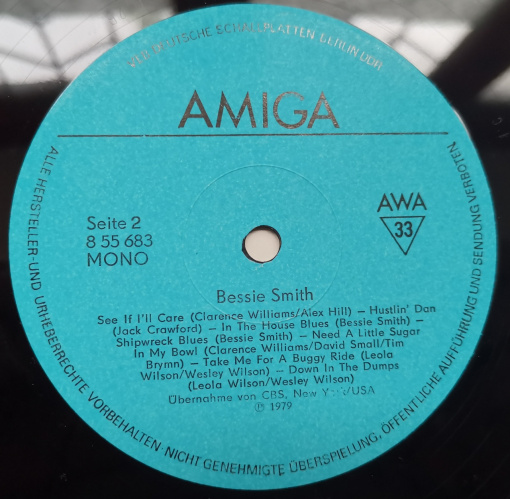 VEB DEUTSCHE SCHALLPLATTEN BERLIN DDR
AMIGA
Seite 2
8 55 683
MONO
AWA
33
Bessie Smith
See If I'll Care (Clarence Williams/Alex Hill) – Hustlin' Dan
(Jack Crawford) – In The House Blues (Bessie Smith) –
Shipwreck Blues (Bessie Smith) – Need A Little Sugar
In My Bowl (Clarence Williams/David Small/Tim
Brymn) – Take Me For A Buggy Ride (Leola
Wilson/Wesley Wilson) – Down In The Dumps
(Leola Wilson/Wesley Wilson)
Übernahme von CBS, New York/USA
℗ 1979
ALLE HERSTELLER- UND URHEBERRECHTE VORBEHALTEN · NICHT GENEHMIGTE ÜBERSPIELUNG, ÖFFENTLICHE AUFFÜHRUNG UND SENDUNG VERBOTEN